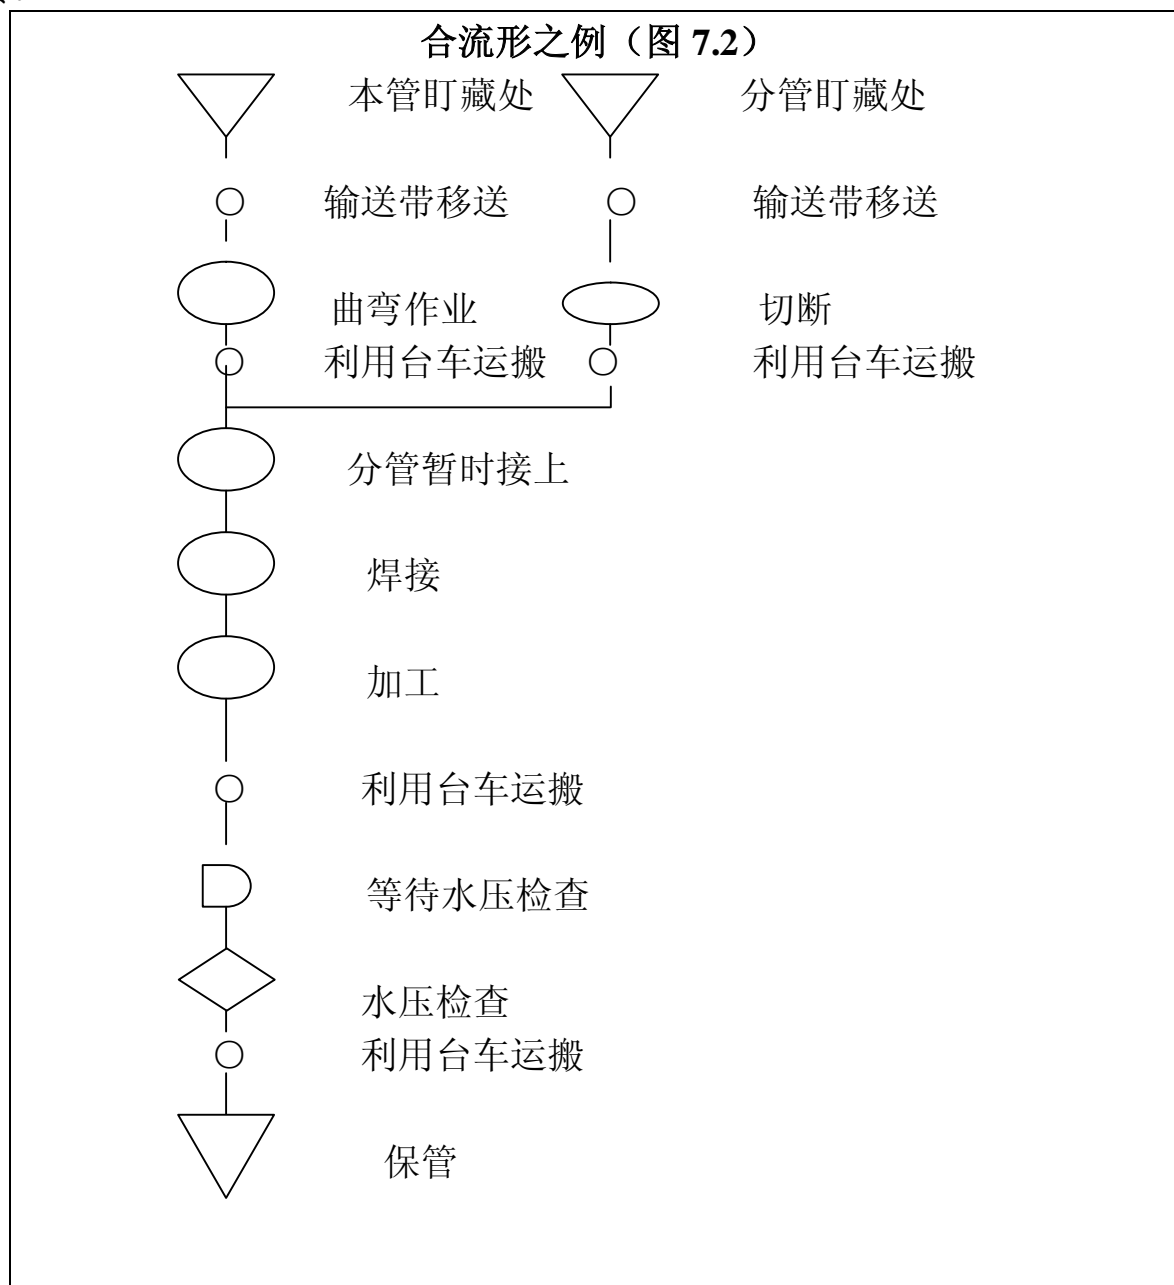 合流形之例（图 7.2）
本管盯藏处 分管盯藏处
输送带移送 输送带移送
曲弯作业 切断
利用台车运搬 利用台车运搬
分管暂时接上
焊接
加工
利用台车运搬
等待水压检查
水压检查
利用台车运搬
保管